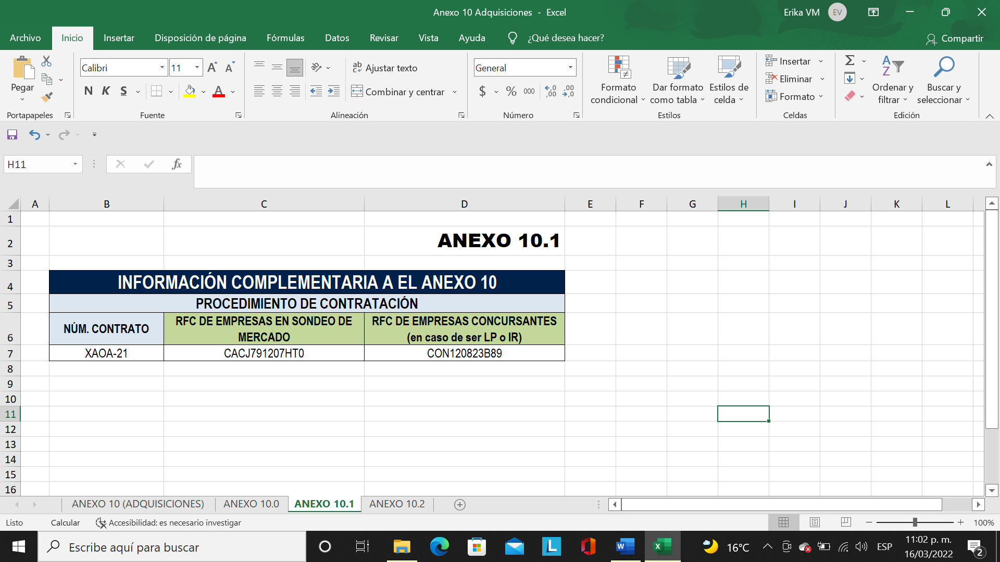 Anexo 10 Adquisiciones - Excel
Erika VM EV
Archivo Inicio Insertar Disposición de página Fórmulas Datos Revisar Vista Ayuda ¿Qué desea hacer? Compartir
Pegar
Portapapeles
Calibri 11
N K S A
Fuente
Ajustar texto
Combinar y centrar
Alineación
General
$ % 000
Número
Formato condicional
Dar formato como tabla
Estilos de celda
Estilos
Insertar
Eliminar
Formato
Celdas
Ordenar y filtrar
Buscar y seleccionar
Edición
H11 fx
A B C D E F G H I J K L
1
2 ANEXO 10.1
3
4 INFORMACIÓN COMPLEMENTARIA A EL ANEXO 10
5 PROCEDIMIENTO DE CONTRATACIÓN
6 NÚM. CONTRATO RFC DE EMPRESAS EN SONDEO DE MERCADO RFC DE EMPRESAS CONCURSANTES (en caso de ser LP o IR)
7 XAOA-21 CACJ791207HT0 CON120823B89
8
9
10
11
12
13
14
15
16
ANEXO 10 (ADQUISICIONES) ANEXO 10.0 ANEXO 10.1 ANEXO 10.2
Listo Calcular Accesibilidad: es necesario investigar 100%
Escribe aquí para buscar
16°C ESP
11:02 p. m.
16/03/2022
2